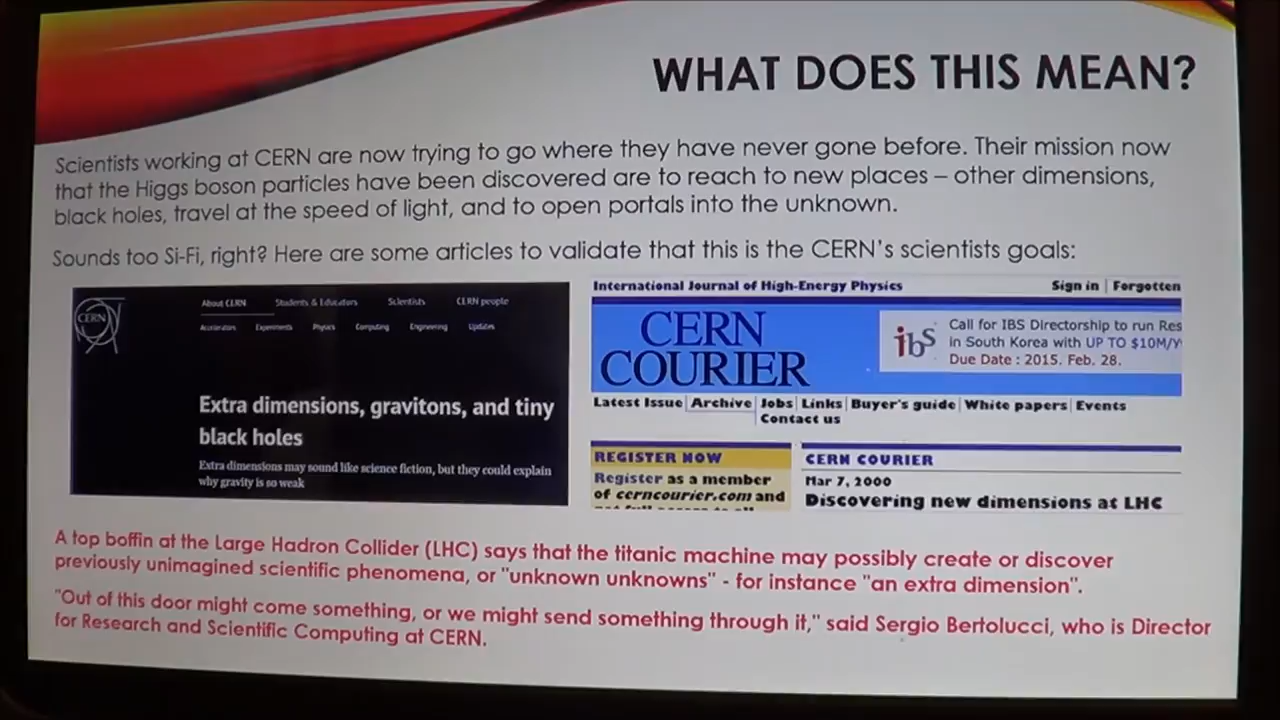 WHAT DOES THIS MEAN?
Scientists working at CERN are now trying to go where they have never gone before. Their mission now
that the Higgs boson particles have been discovered are to reach to new places – other dimensions,
black holes, travel at the speed of light, and to open portals into the unknown.
Sounds too Si-Fi, right? Here are some articles to validate that this is the CERN's scientists goals:
CERN
About CERN Students & Educators Scientists CERN people
Accelerators Experiments Physics Computing Engineering Updates
Extra dimensions, gravitons, and tiny
black holes
Extra dimensions may sound like science fiction, but they could explain
why gravity is so weak
International Journal of High-Energy Physics
Sign in | Forgotten
CERN
COURIER
ibs
Call for IBS Directorship to run Res
in South Korea with UP TO $10M/Y
Due Date : 2015. Feb. 28.
Latest Issue | Archive | Jobs | Links | Buyer's guide | White papers | Events
Contact us
REGISTER NOW
Register as a member
of cerncourier.com and
CERN COURIER
Mar 7, 2000
Discovering new dimensions at LHC
A top boffin at the Large Hadron Collider (LHC) says that the titanic machine may possibly create or discover
previously unimagined scientific phenomena, or "unknown unknowns" - for instance "an extra dimension".
"Out of this door might come something, or we might send something through it," said Sergio Bertolucci, who is Director
for Research and Scientific Computing at CERN.